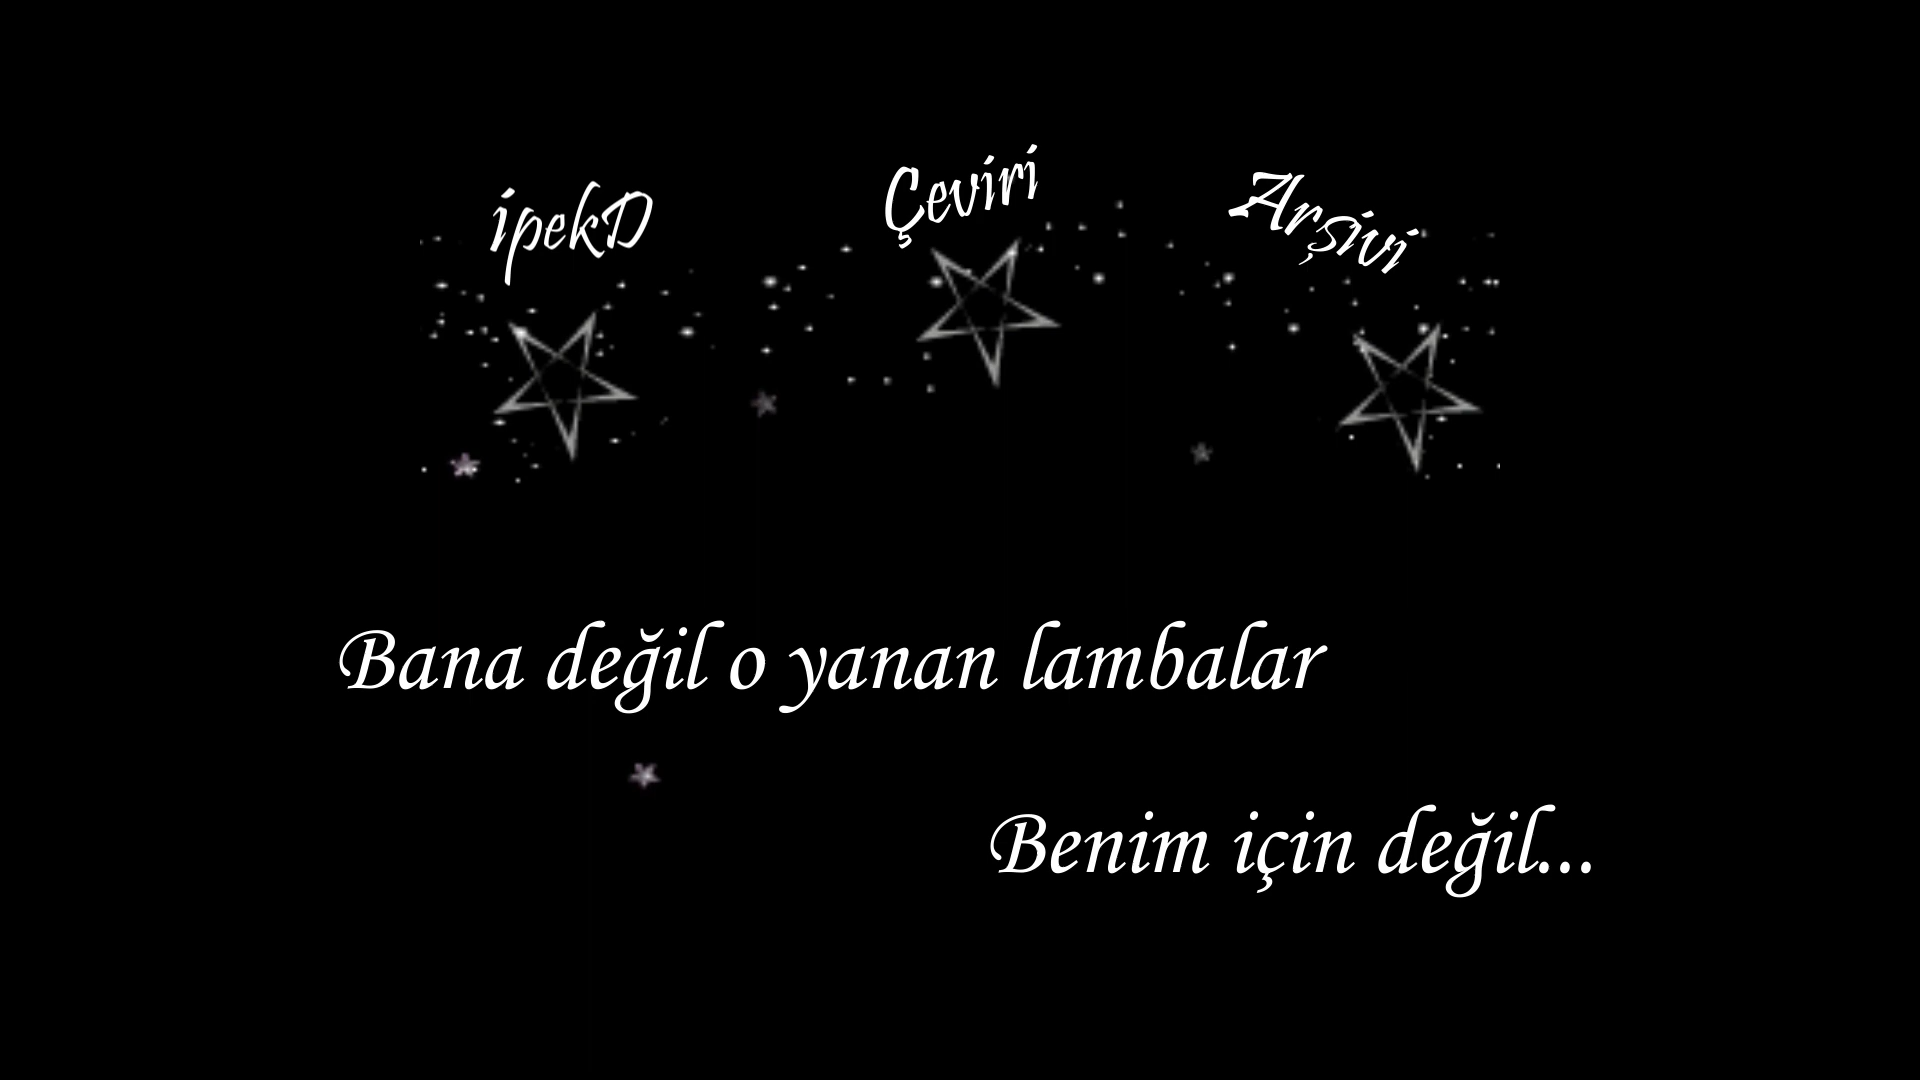 ipekD Çeviri Arşivi
Bana değil o yanan lambalar
Benim için değil...